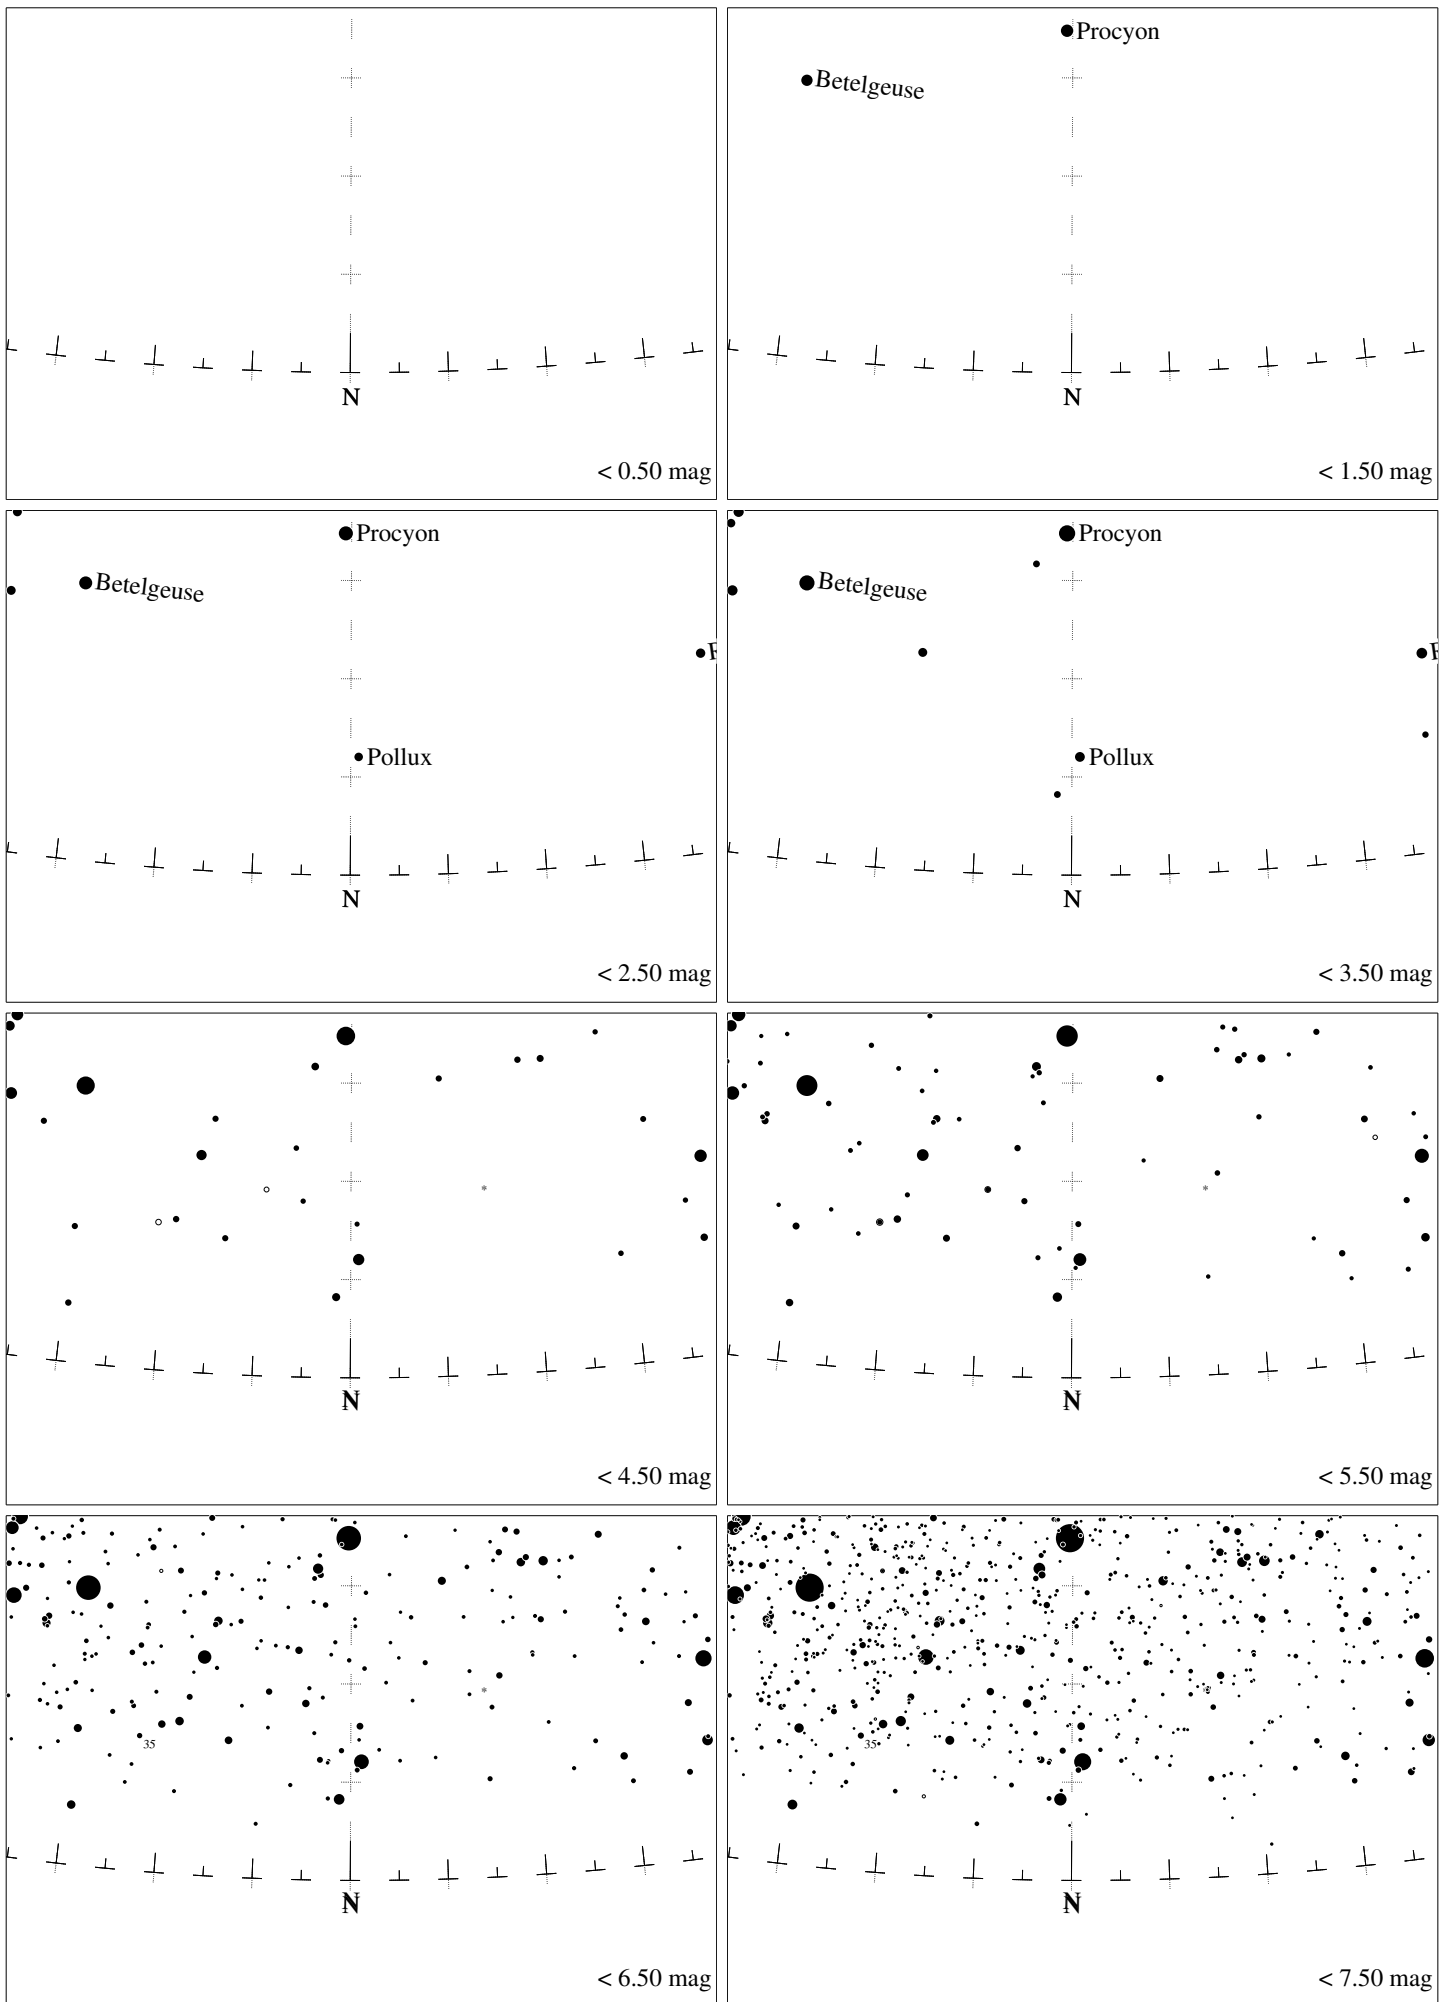 N
< 0.50 mag
Procyon
Betelgeuse
N
< 1.50 mag
Procyon
Betelgeuse
Pollux
N
< 2.50 mag
Procyon
Betelgeuse
Pollux
N
< 3.50 mag
N
< 4.50 mag
N
< 5.50 mag
35
N
< 6.50 mag
35
N
< 7.50 mag